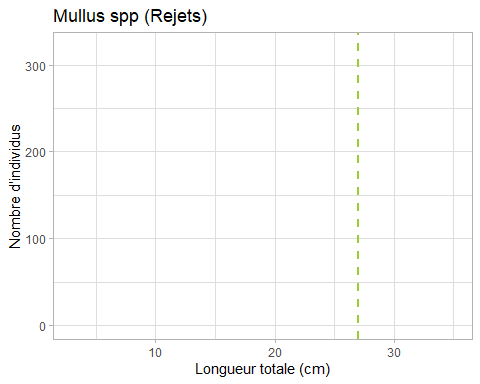 Mullus spp (Rejets)
300
200
100
0
Nombre d'individus
10 20 30
Longueur totale (cm)